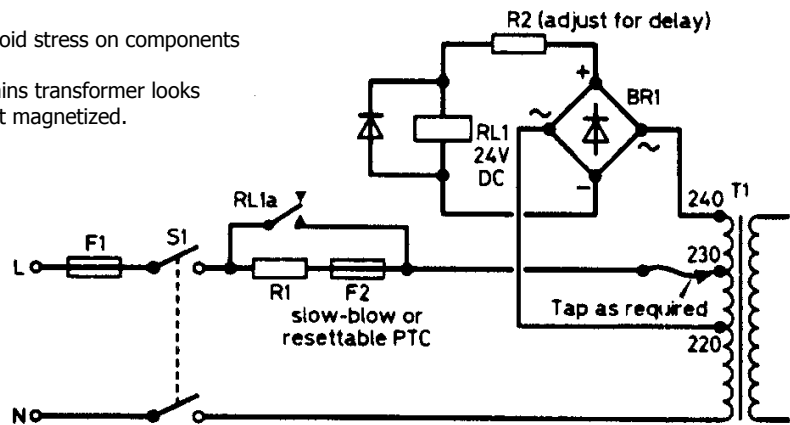 oid stress on components
ains transformer looks
t magnetized.
R2 (adjust for delay)
+
BR1
~
~
-
RL1
24V
DC
RL1a
240
T1
230
F1
S1
L
R1
F2
slow-blow or
resettable PTC
Tap as required
220
N